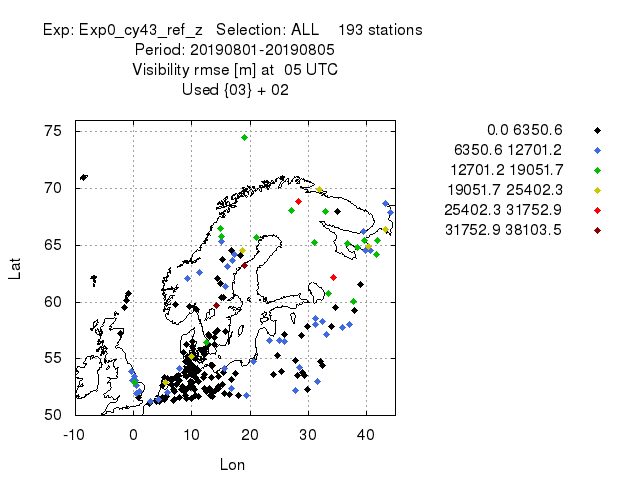 Exp: Exp0_cy43_ref_z Selection: ALL 193 stations
Period: 20190801-20190805
Visibility rmse [m] at 05 UTC
Used {03} + 02
0.0 6350.6
6350.6 12701.2
12701.2 19051.7
19051.7 25402.3
25402.3 31752.9
31752.9 38103.5
75
70
65
60
55
50
Lat
-10 0 10 20 30 40
Lon